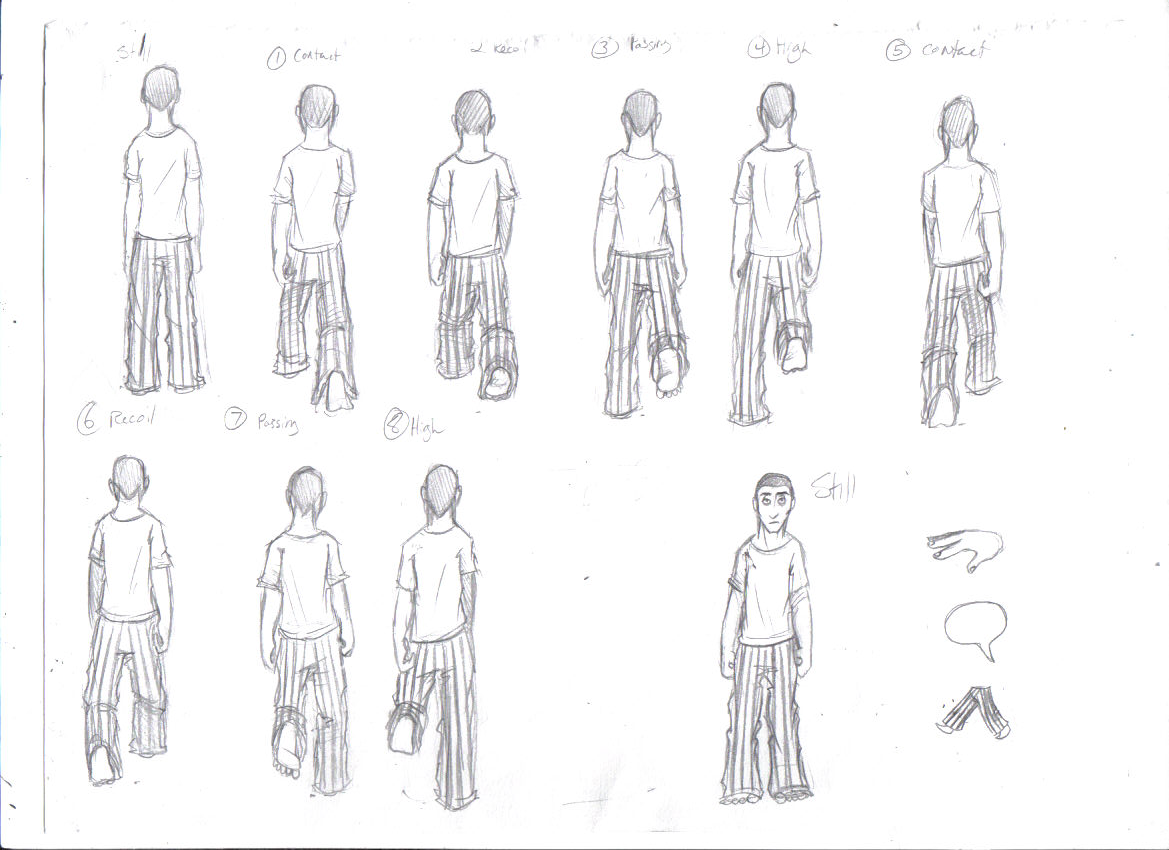 Still
① Contact
2 Recoil
③ Passing
④ High
⑤ Contact
⑥ Recoil
⑦ Passing
⑧ High
Still